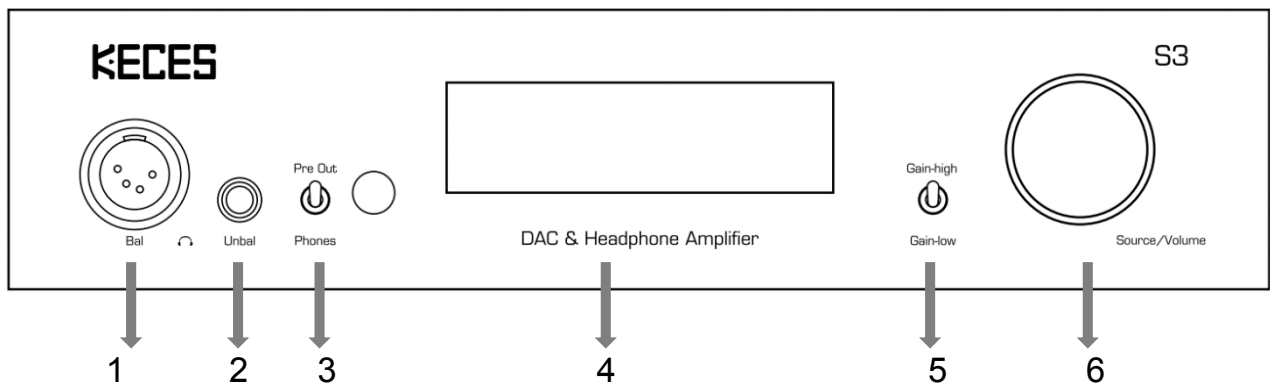 KECES
S3
Pre Out
Gain-high
Bal
Unbal
Phones
DAC & Headphone Amplifier
Gain-low
Source/Volume
1 2 3 4 5 6